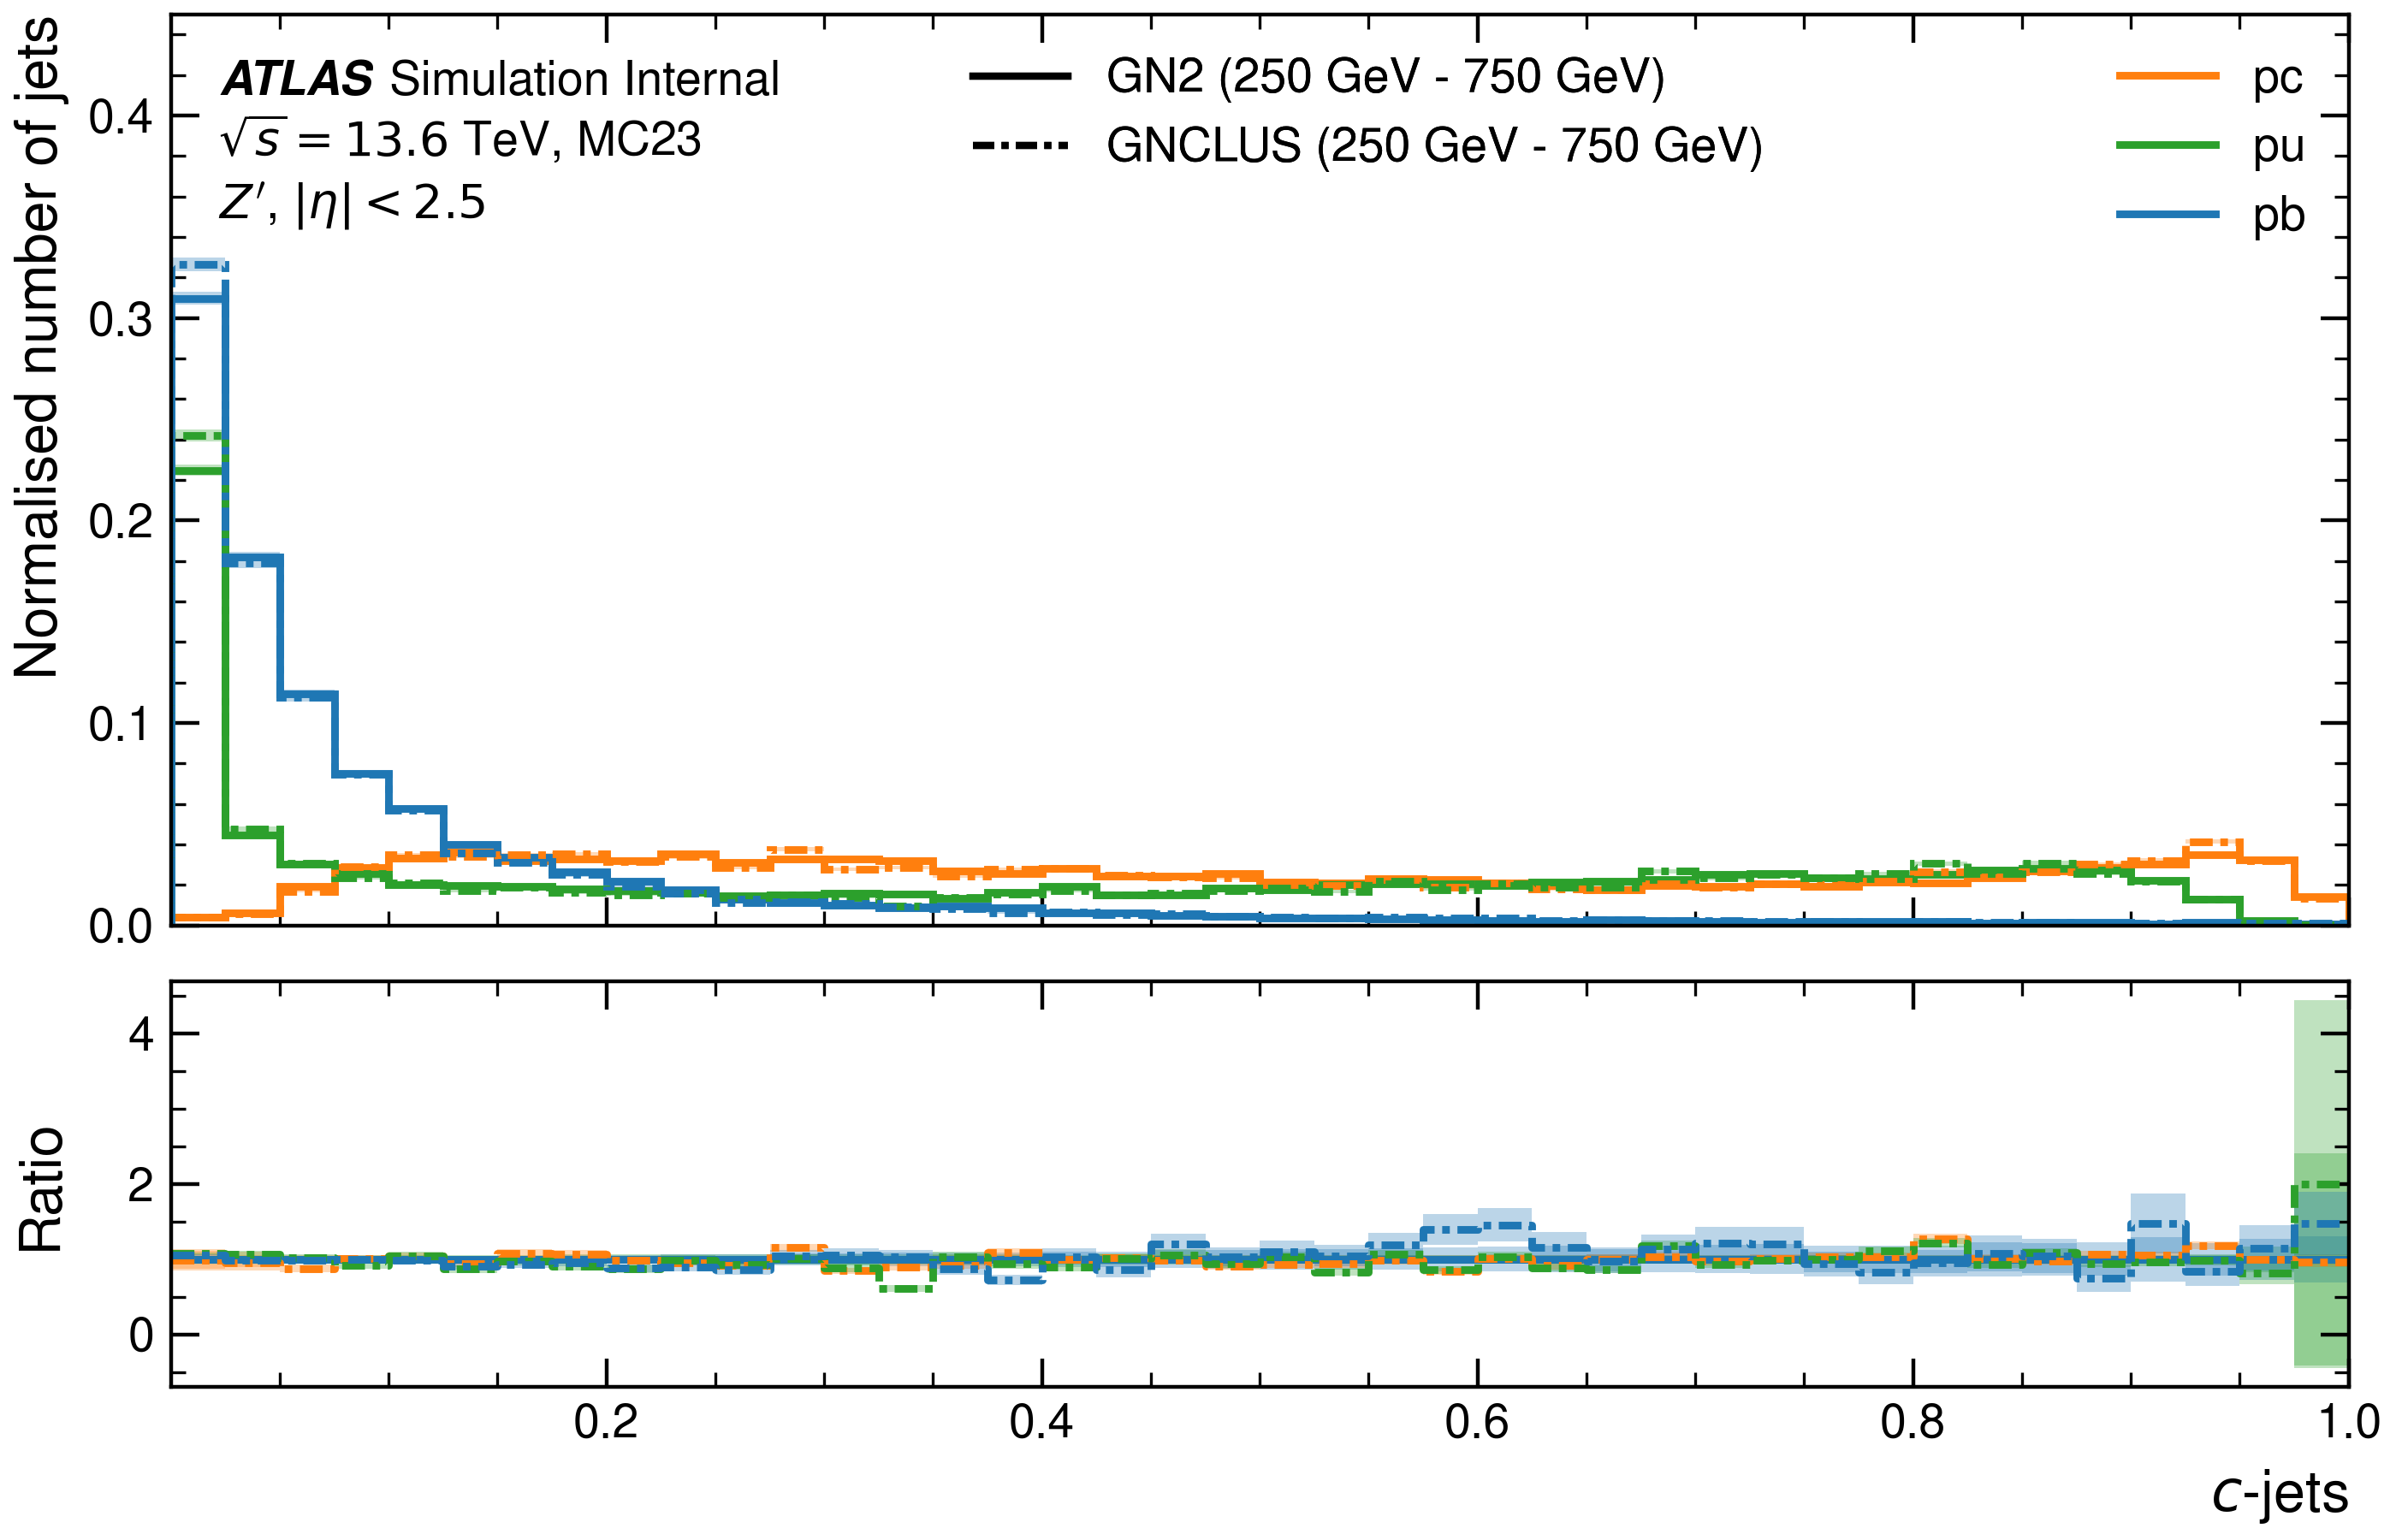 Normalised number of jets
ATLAS Simulation Internal
√s = 13.6 TeV, MC23
Z′, |η| < 2.5
GN2 (250 GeV - 750 GeV)
GNCLUS (250 GeV - 750 GeV)
pc
pu
pb
0.4
0.3
0.2
0.1
0.0
Ratio
4
2
0
0.2 0.4 0.6 0.8 1.0
c-jets